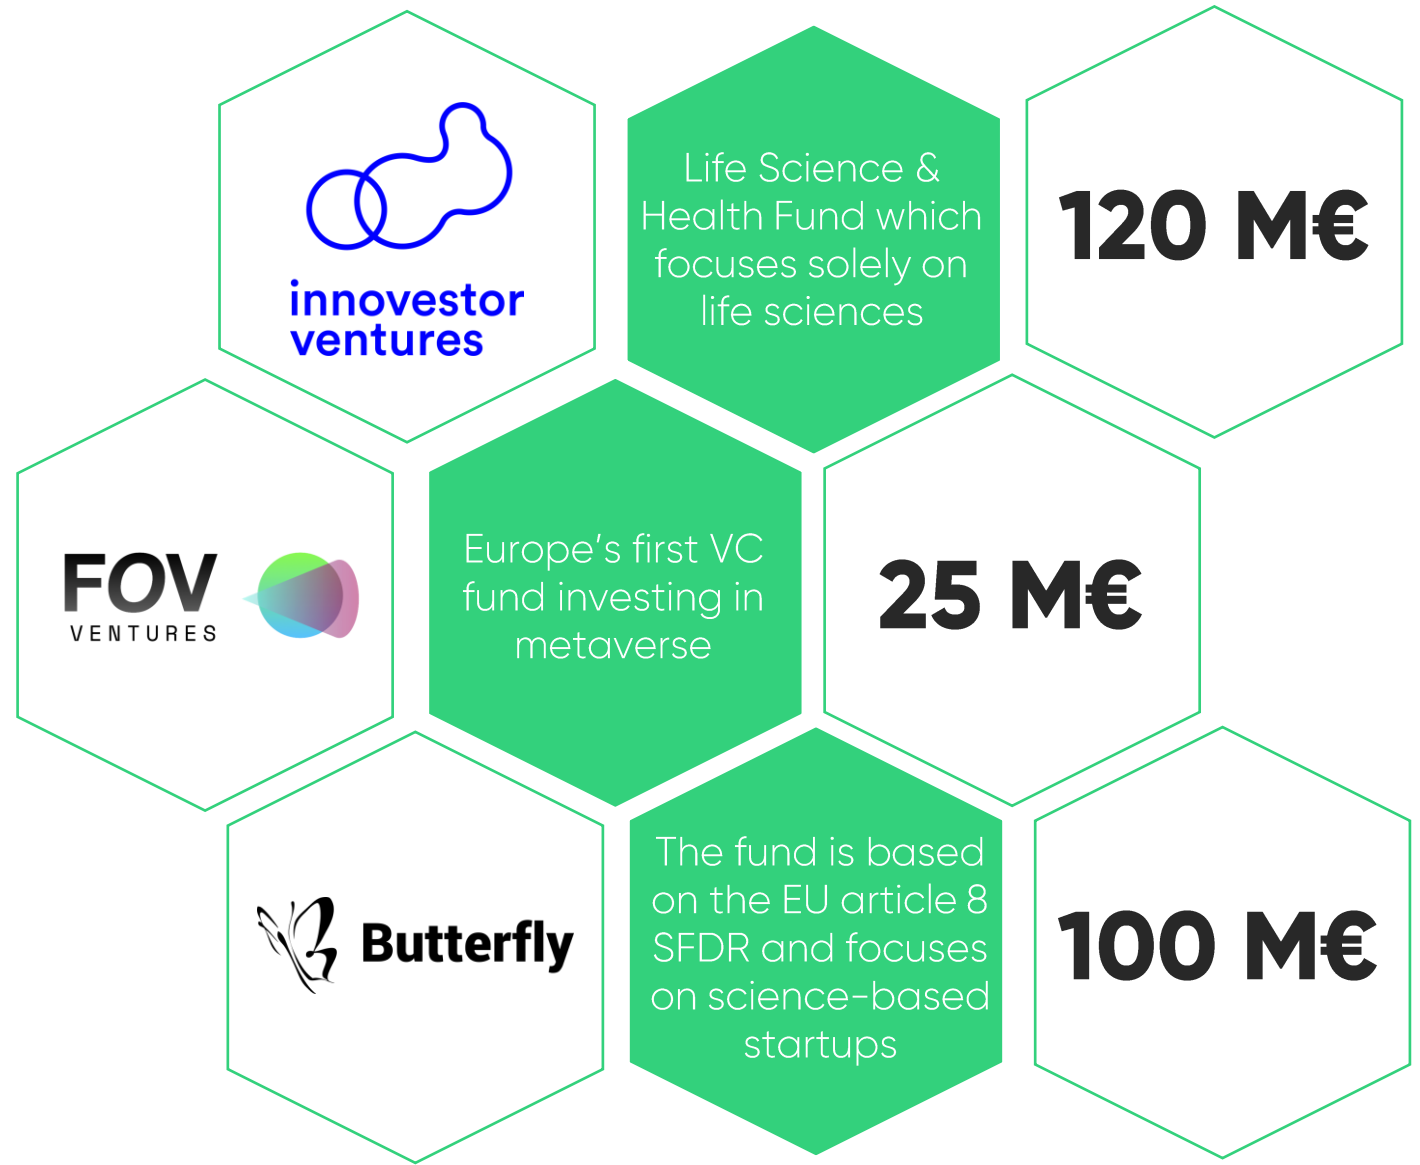 innovestor
ventures
Life Science &
Health Fund which
focuses solely on
life sciences
120 M€
FOV
VENTURES
Europe’s first VC
fund investing in
metaverse
25 M€
Butterfly
The fund is based
on the EU article 8
SFDR and focuses
on science-based
startups
100 M€